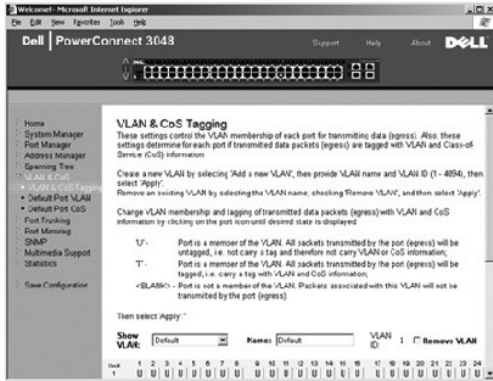 Welcome! - Microsoft Internet Explorer
File Edit View Favorites Tools Help
Dell | PowerConnect 3048
Support Help About DELL
Home
System Manager
Port Manager
Address Manager
Spanning Tree
VLAN & CoS
VLAN & CoS Tagging
Default Port VLAN
Default Port CoS
Port Trunking
Port Mirroring
SNMP
Multimedia Support
Statistics
Save Configuration
VLAN & CoS Tagging
These settings control the VLAN membership of each port for transmitting data (egress). Also, these
settings determine for each port if transmitted data packets (egress) are tagged with VLAN and Class-of-
Service (CoS) information
Create a new VLAN by selecting 'Add a new VLAN', then provide VLAN name and VLAN ID (1 - 4094), then
select 'Apply'.
Remove an existing VLAN by selecting the VLAN name, checking 'Remove VLAN', and then select 'Apply'.
Change VLAN membership and tagging of transmitted data packets (egress) with VLAN and CoS
information by clicking on the port icon until desired state is displayed
'U' - Port is a member of the VLAN. All packets transmitted by the port (egress) will be
untagged, i.e. not carry a tag and therefore not carry VLAN or CoS information;
'T' - Port is a member of the VLAN. All packets transmitted by the port (egress) will be
tagged, i.e. carry a tag with VLAN and CoS information;
<BLANK> - Port is not a member of the VLAN. Packets associated with this VLAN will not be
transmitted by the port (egress).
Then select 'Apply.'
Show VLAN: Default Name: Default VLAN ID: 1 Remove VLAN
1 2 3 4 5 6 7 8 9 10 11 12 13 14 15 16 17 18 19 20 21 22 23 24
1 U U U U U U U U U U U U U U U U U U U U U U U U